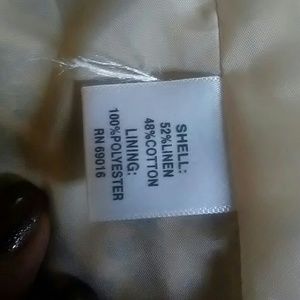 SHELL:
52%LINEN
48%COTTON
LINING:
100%POLYESTER
RN 69016